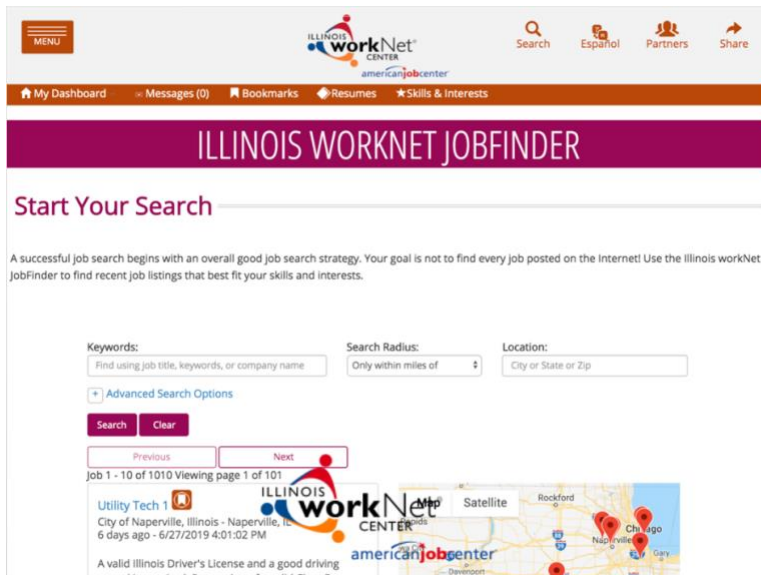 MENU
ILLINOIS
workNet
CENTER
americanjobcenter
Search
Español
Partners
Share
My Dashboard
Messages (0)
Bookmarks
Resumes
Skills & Interests
ILLINOIS WORKNET JOBFINDER
Start Your Search
A successful job search begins with an overall good job search strategy. Your goal is not to find every job posted on the Internet! Use the Illinois workNet
JobFinder to find recent job listings that best fit your skills and interests.
Keywords:
Search Radius:
Location:
Find using job title, keywords, or company name
Only within miles of
City or State or Zip
+ Advanced Search Options
Search
Clear
Previous
Next
Job 1 - 10 of 1010 Viewing page 1 of 101
ILLINOIS
workNet
CENTER
americanjobcenter
Utility Tech 1
City of Naperville, Illinois - Naperville, IL
6 days ago - 6/27/2019 4:01:02 PM
A valid Illinois Driver's License and a good driving
Map
Satellite
Rockford
Chicago
Naperville
Gary
Davenport